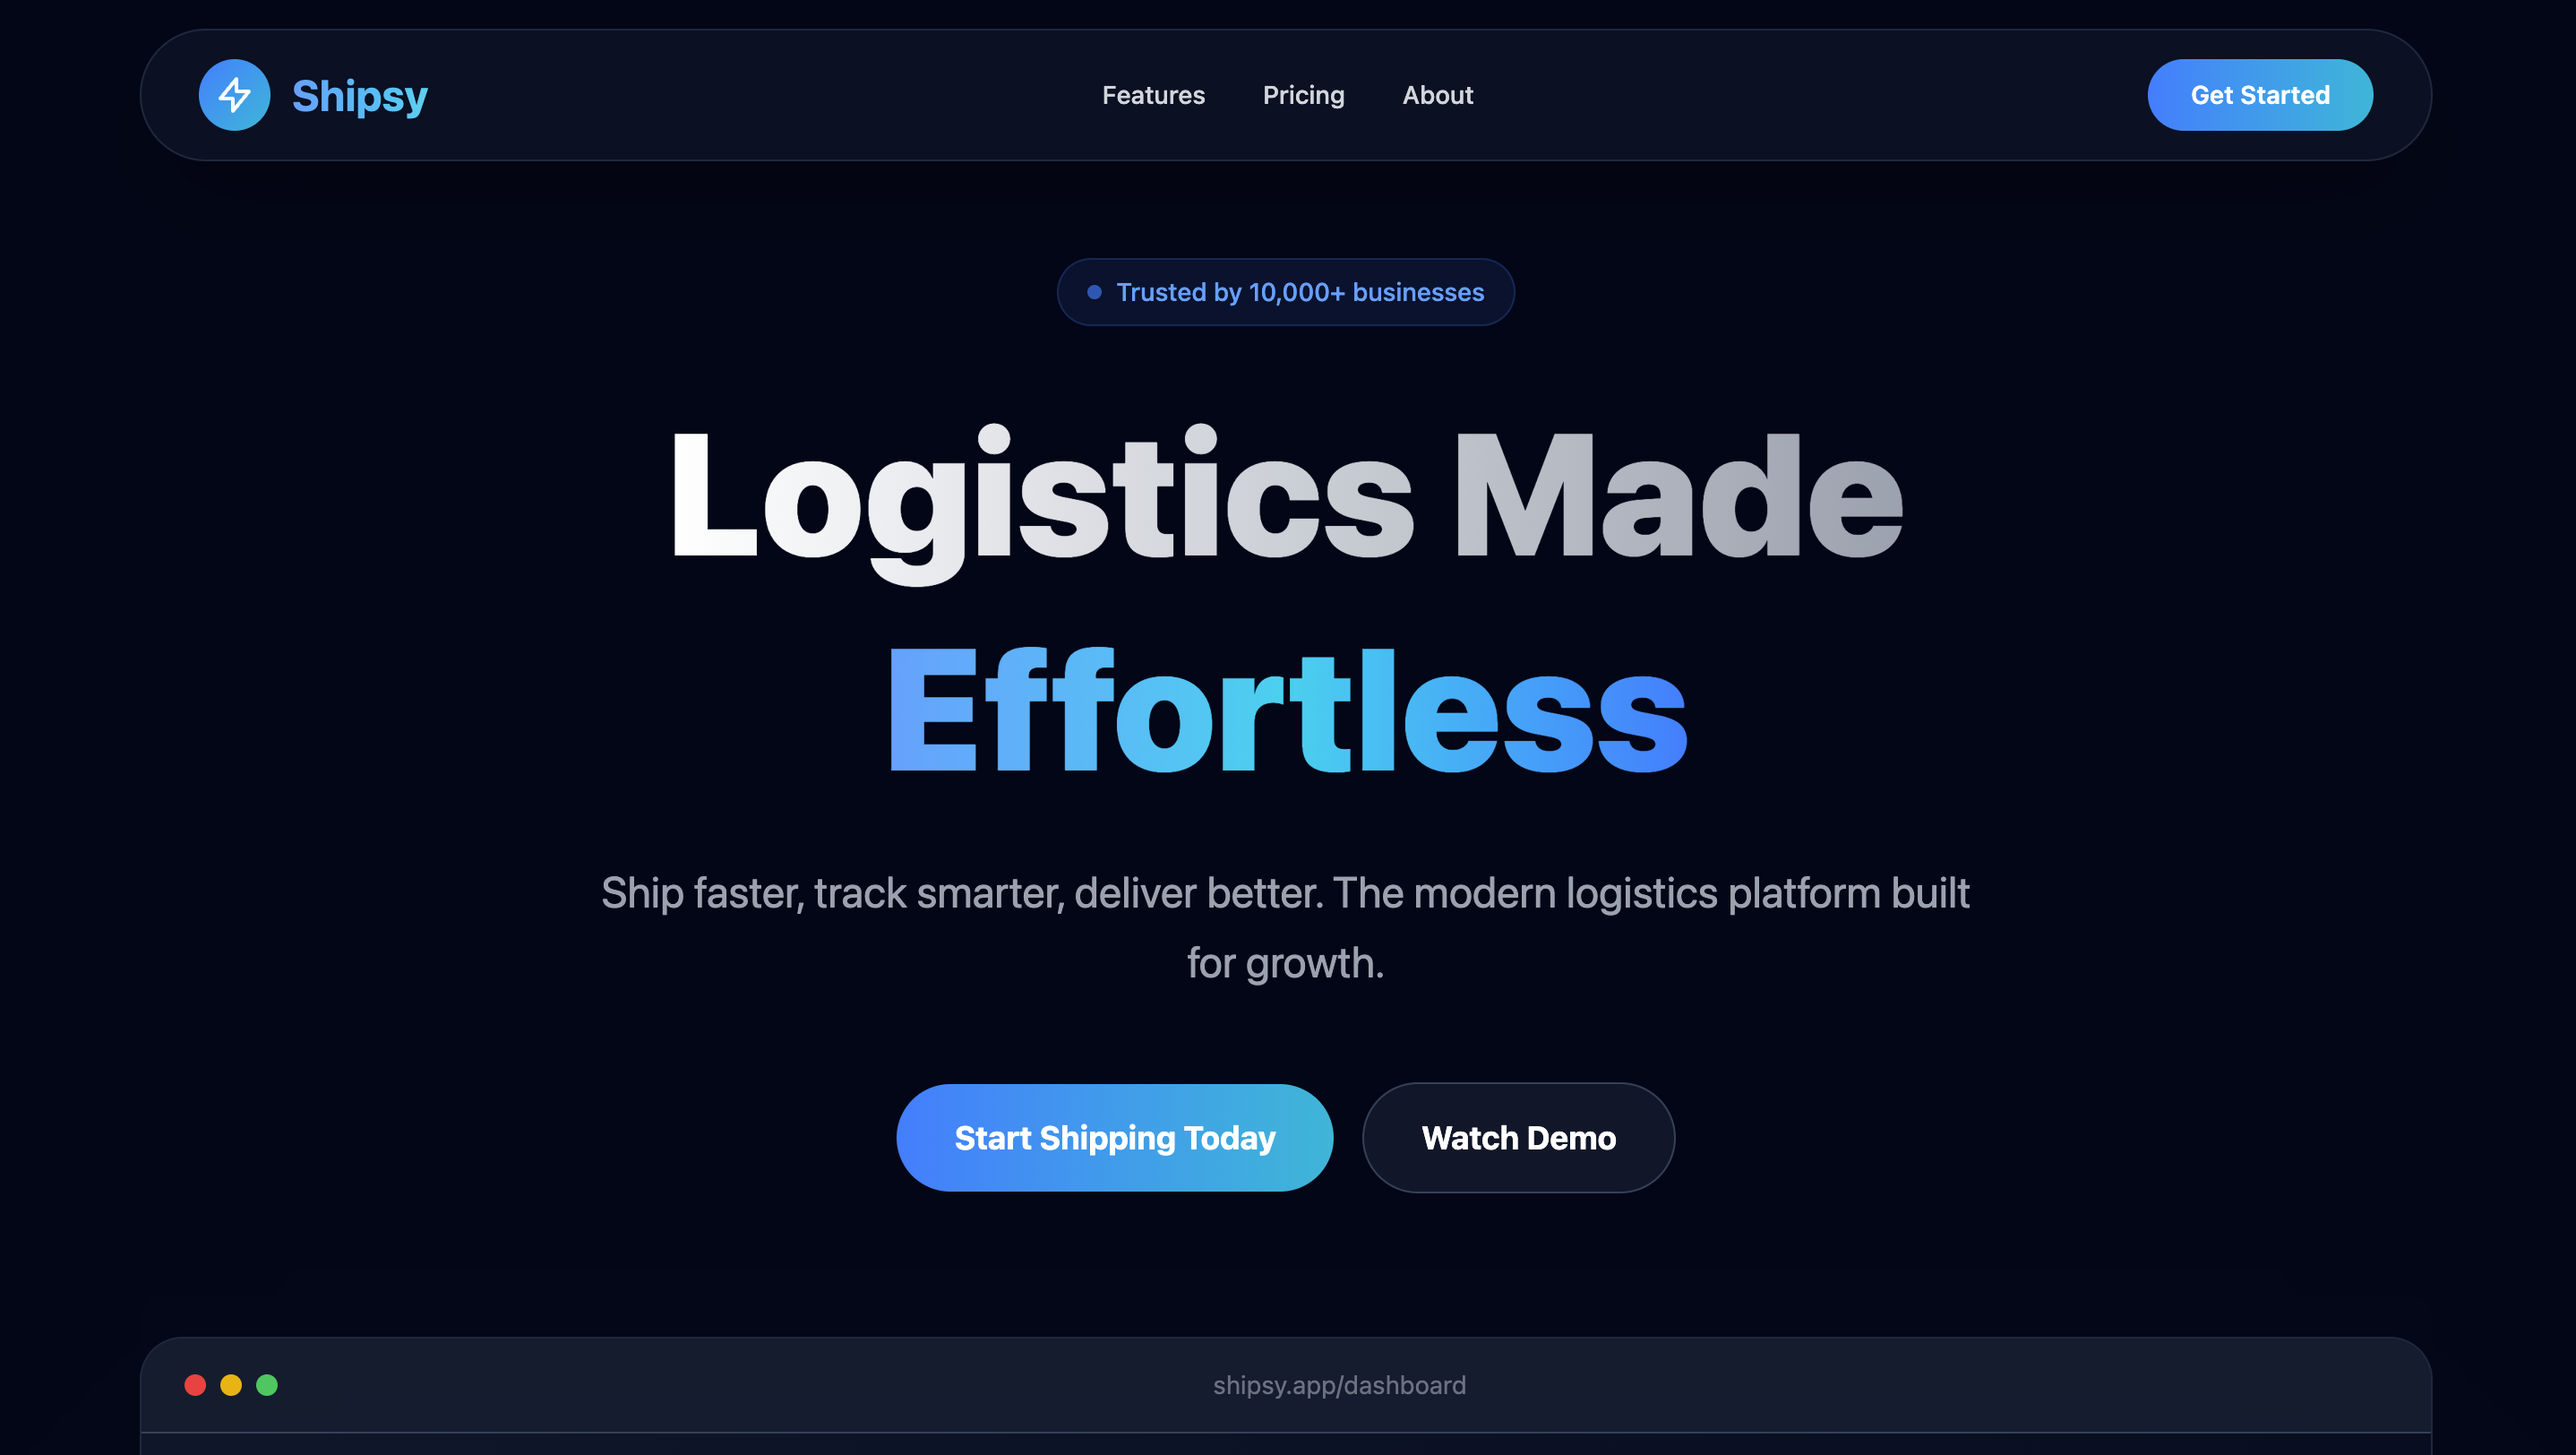 Shipsy
Features
Pricing
About
Get Started
Trusted by 10,000+ businesses
Logistics Made
Effortless
Ship faster, track smarter, deliver better. The modern logistics platform built
for growth.
Start Shipping Today
Watch Demo
shipsy.app/dashboard